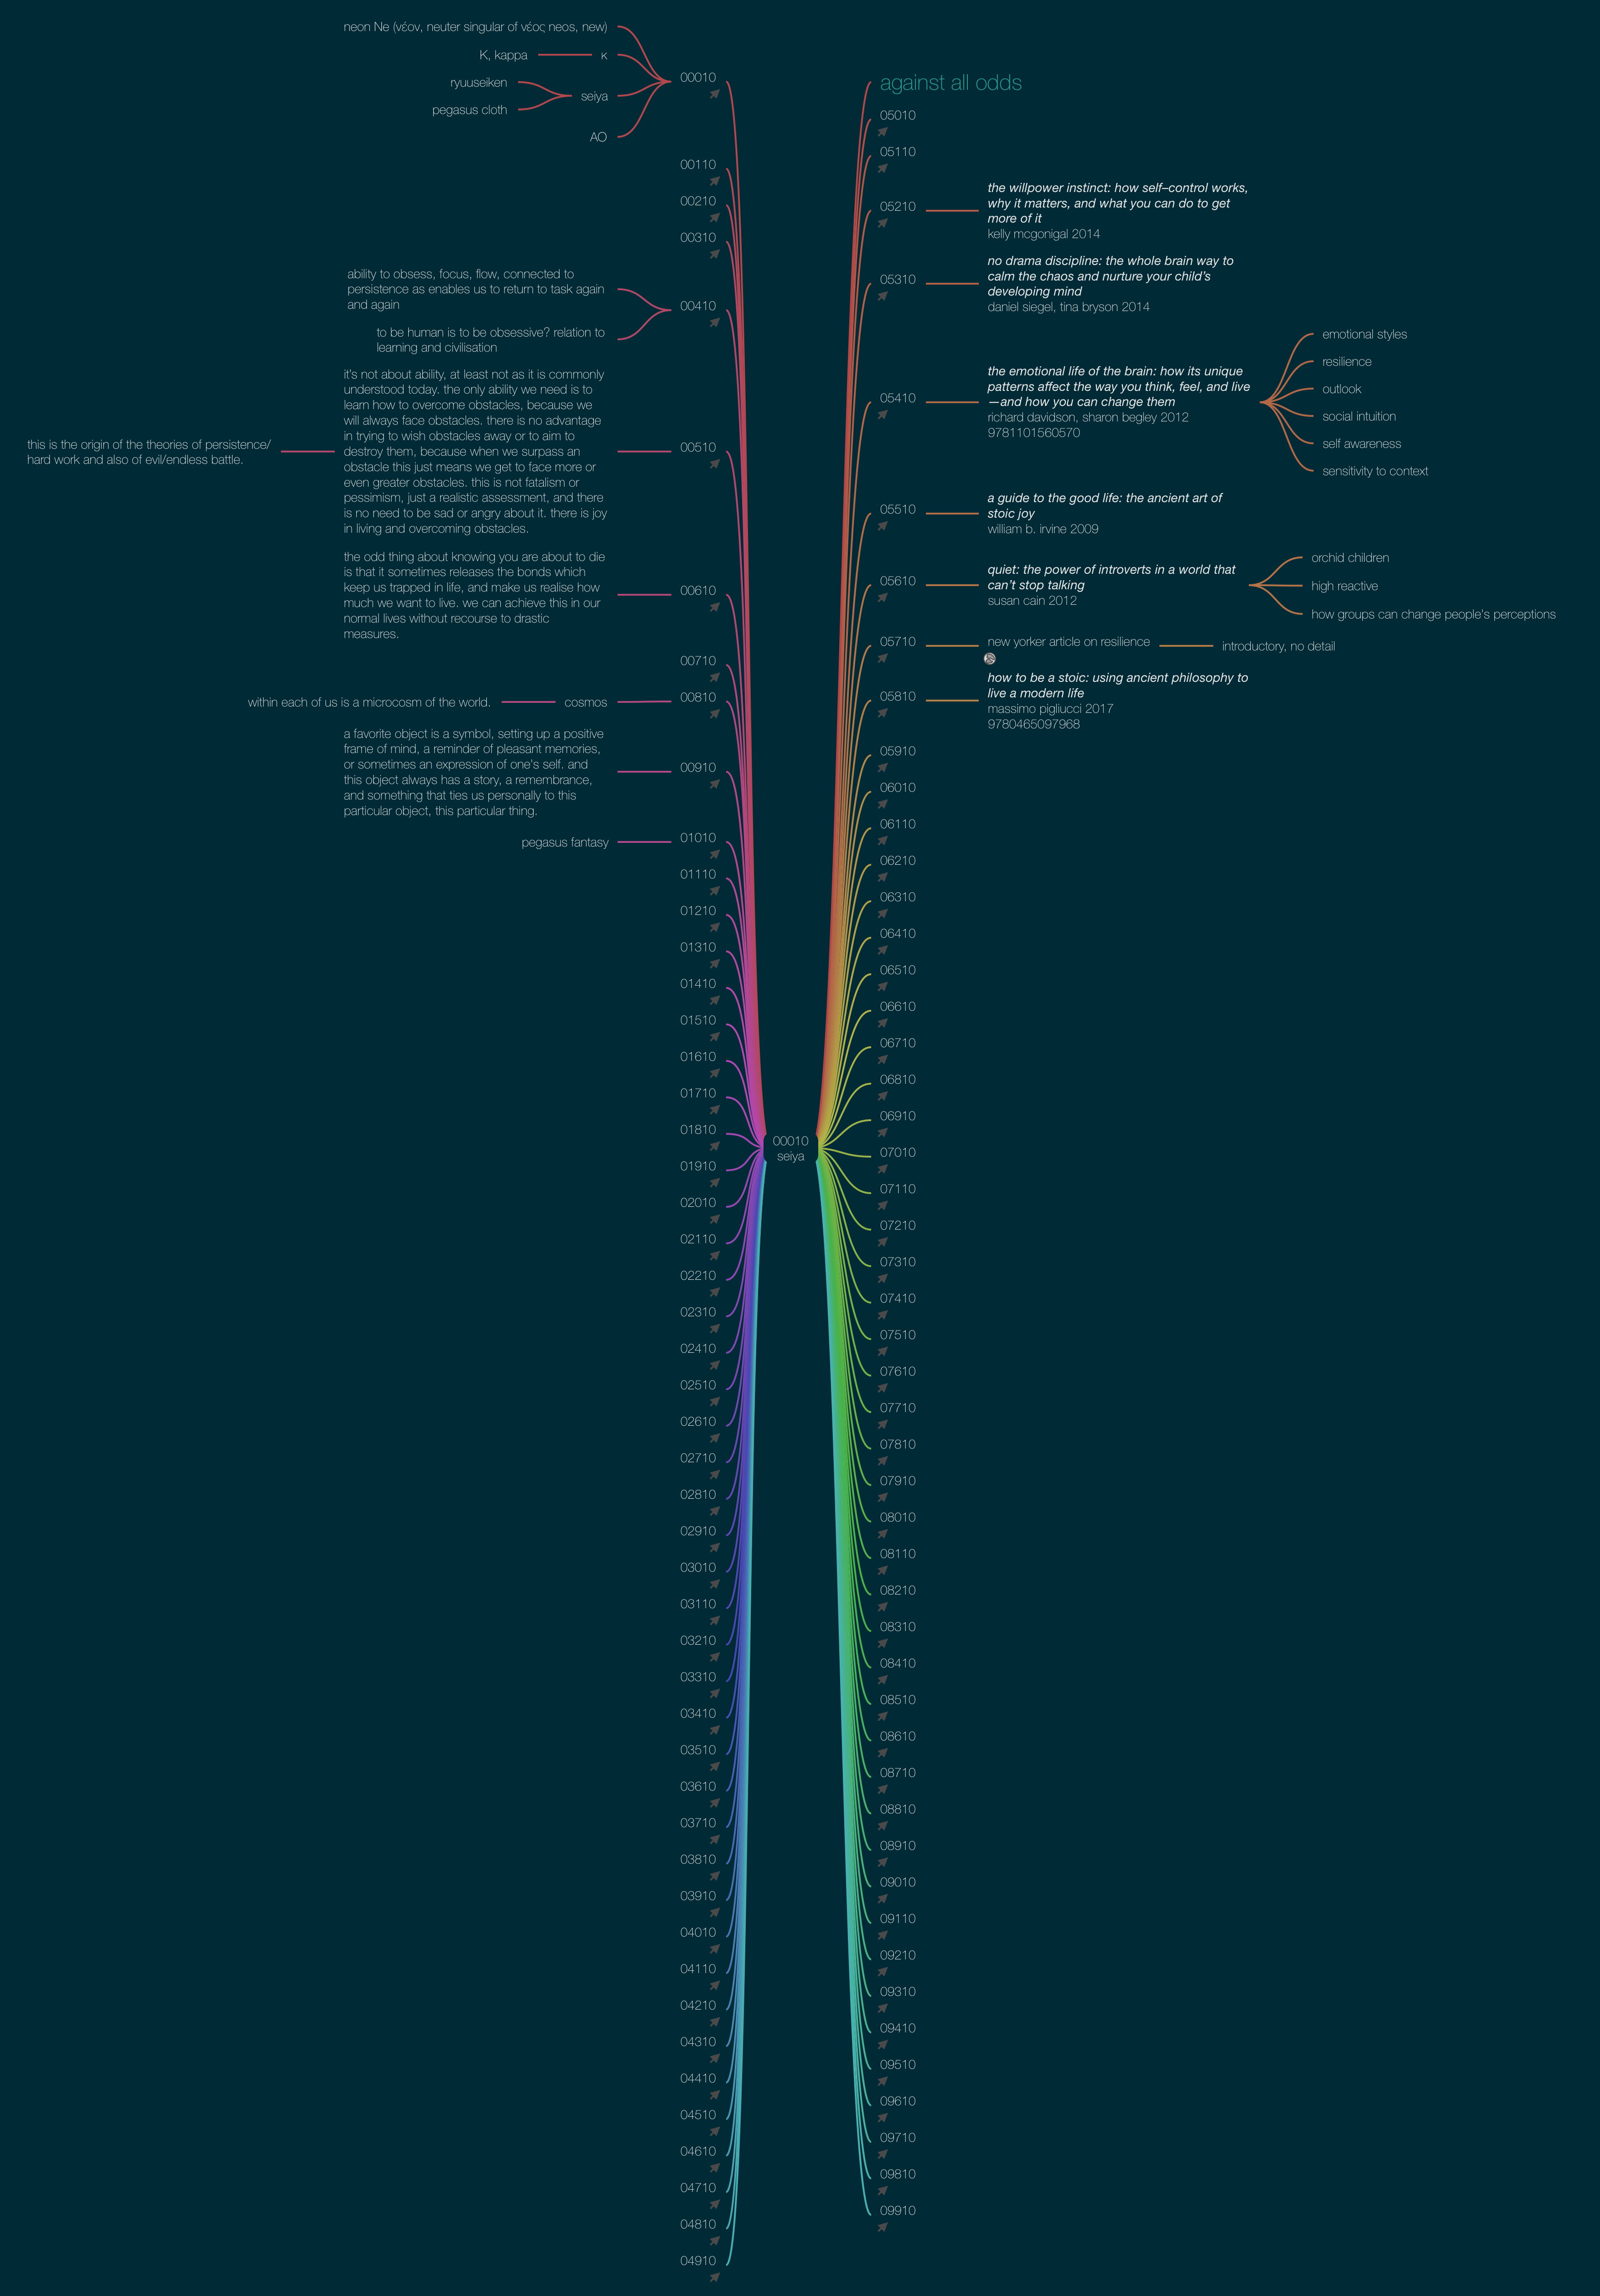 neon Ne (νέον, neuter singular of νέος neos, new)
K, kappa
κ
ryuuseiken
seiya
pegasus cloth
AO
00010
00110
00210
00310
ability to obsess, focus, flow, connected to
persistence as enables us to return to task again
and again
00410
to be human is to be obsessive? relation to
learning and civilisation
this is the origin of the theories of persistence/
hard work and also of evil/endless battle.
it's not about ability, at least not as it is commonly
understood today. the only ability we need is to
learn how to overcome obstacles, because we
will always face obstacles. there is no advantage
in trying to wish obstacles away or to aim to
destroy them, because when we surpass an
obstacle this just means we get to face more or
even greater obstacles. this is not fatalism or
pessimism, just a realistic assessment, and there
is no need to be sad or angry about it. there is joy
in living and overcoming obstacles.
00510
the odd thing about knowing you are about to die
is that it sometimes releases the bonds which
keep us trapped in life, and make us realise how
much we want to live. we can achieve this in our
normal lives without recourse to drastic
measures.
00610
00710
within each of us is a microcosm of the world.
cosmos
00810
a favorite object is a symbol, setting up a positive
frame of mind, a reminder of pleasant memories,
or sometimes an expression of one's self. and
this object always has a story, a remembrance,
and something that ties us personally to this
particular object, this particular thing.
00910
pegasus fantasy
01010
01110
01210
01310
01410
01510
01610
01710
01810
01910
02010
02110
02210
02310
02410
02510
02610
02710
02810
02910
03010
03110
03210
03310
03410
03510
03610
03710
03810
03910
04010
04110
04210
04310
04410
04510
04610
04710
04810
04910
00010
seiya
against all odds
05010
05110
05210
the willpower instinct: how self–control works,
why it matters, and what you can do to get
more of it
kelly mcgonigal 2014
05310
no drama discipline: the whole brain way to
calm the chaos and nurture your child's
developing mind
daniel siegel, tina bryson 2014
05410
the emotional life of the brain: how its unique
patterns affect the way you think, feel, and live
—and how you can change them
richard davidson, sharon begley 2012
9781101560570
emotional styles
resilience
outlook
social intuition
self awareness
sensitivity to context
05510
a guide to the good life: the ancient art of
stoic joy
william b. irvine 2009
05610
quiet: the power of introverts in a world that
can't stop talking
susan cain 2012
orchid children
high reactive
how groups can change people's perceptions
05710
new yorker article on resilience
introductory, no detail
05810
how to be a stoic: using ancient philosophy to
live a modern life
massimo pigliucci 2017
9780465097968
05910
06010
06110
06210
06310
06410
06510
06610
06710
06810
06910
07010
07110
07210
07310
07410
07510
07610
07710
07810
07910
08010
08110
08210
08310
08410
08510
08610
08710
08810
08910
09010
09110
09210
09310
09410
09510
09610
09710
09810
09910